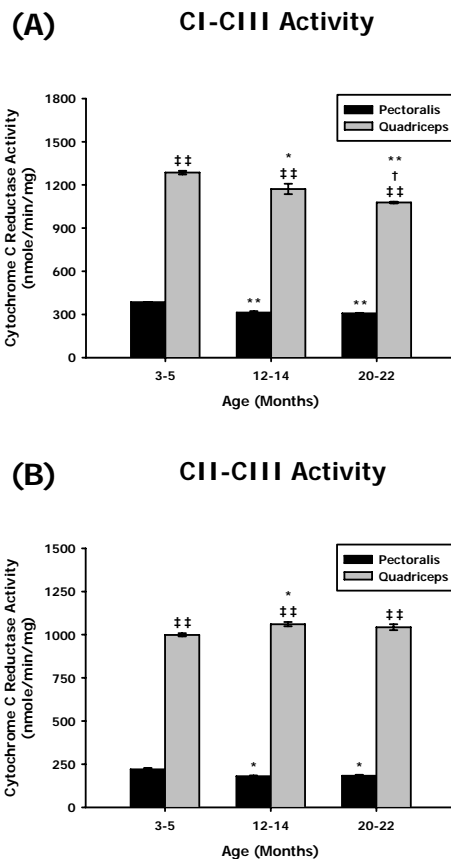 (A) CI-CIII Activity
Cytochrome C Reductase Activity
(nmole/min/mg)
1800
1500
1200
900
600
300
0
Pectoralis
Quadriceps
‡‡
*
‡‡
**
†
‡‡
**
**
3-5 12-14 20-22
Age (Months)
(B) CII-CIII Activity
Cytochrome C Reductase Activity
(nmole/min/mg)
1500
1250
1000
750
500
250
0
Pectoralis
Quadriceps
‡‡
*
‡‡
‡‡
*
*
3-5 12-14 20-22
Age (Months)